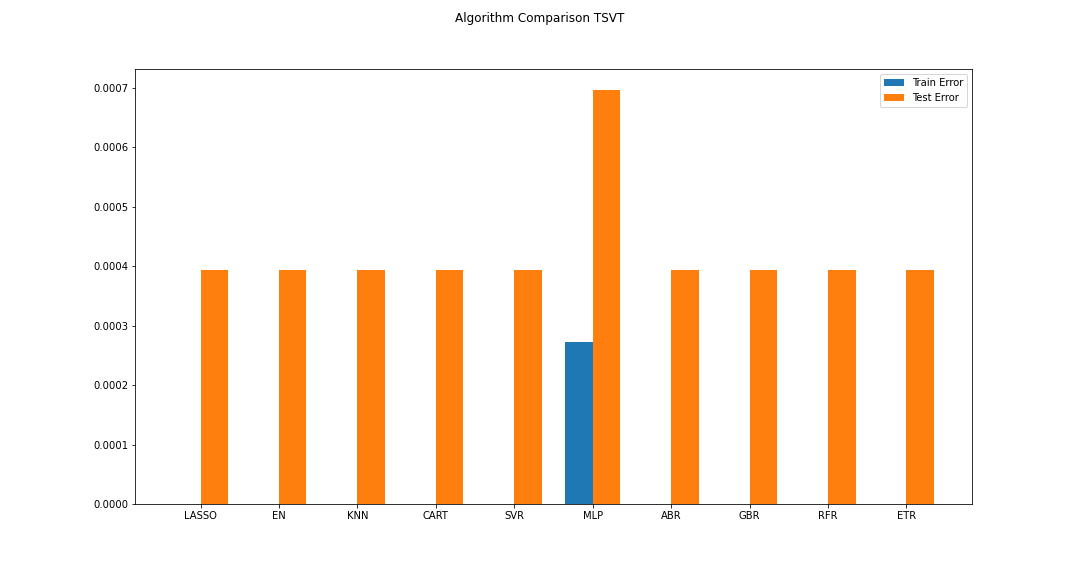 Algorithm Comparison TSVT
Train Error
Test Error
0.0007
0.0006
0.0005
0.0004
0.0003
0.0002
0.0001
0.0000
LASSO EN KNN CART SVR MLP ABR GBR RFR ETR